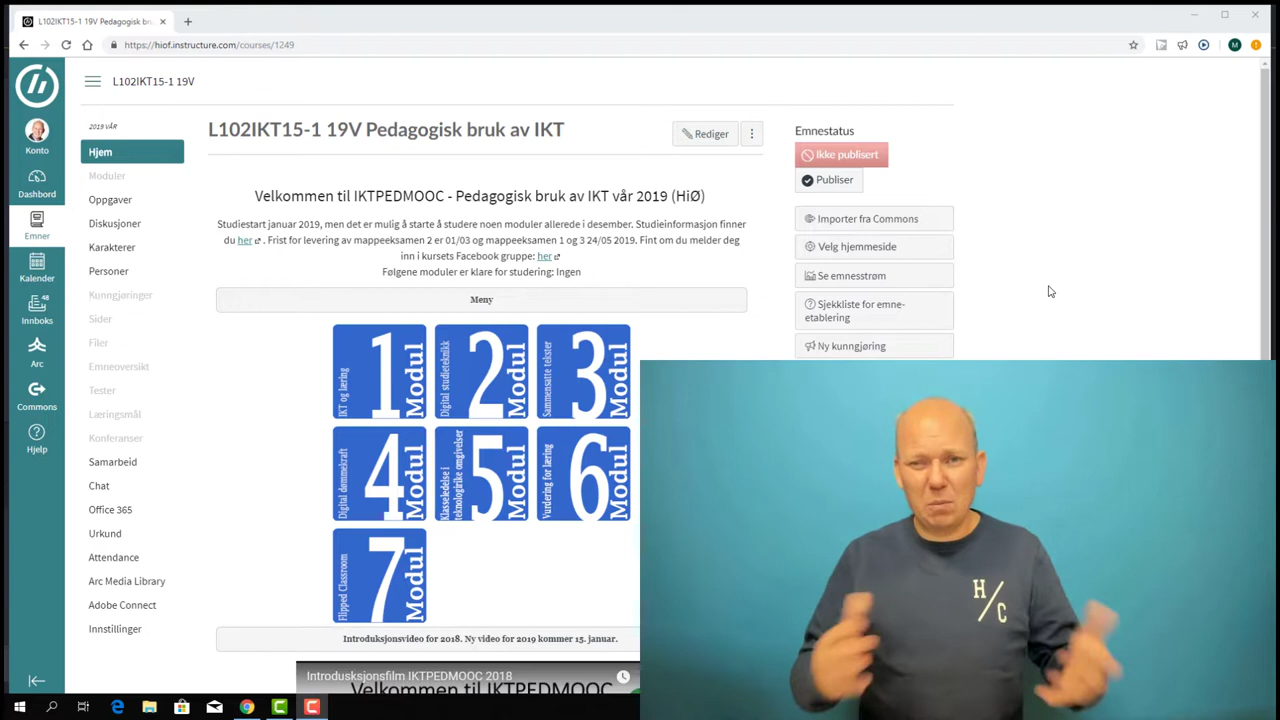 L102IKT15-1 19V Pedagogisk bru
https://hiof.instructure.com/courses/1249
M
L102IKT15-1 19V
Konto
Dashbord
Emner
Kalender
48
Innboks
Arc
Commons
Hjelp
2019 VÅR
Hjem
Moduler
Oppgaver
Diskusjoner
Karakterer
Personer
Kunngjøringer
Sider
Filer
Emneoversikt
Tester
Læringsmål
Konferanser
Samarbeid
Chat
Office 365
Urkund
Attendance
Arc Media Library
Adobe Connect
Innstillinger
L102IKT15-1 19V Pedagogisk bruk av IKT
Rediger
Velkommen til IKTPEDMOOC - Pedagogisk bruk av IKT vår 2019 (HiØ)
Studiestart januar 2019, men det er mulig å starte å studere noen moduler allerede i desember. Studieinformasjon finner
du her . Frist for levering av mappeeksamen 2 er 01/03 og mappeeksamen 1 og 3 24/05 2019. Fint om du melder deg
inn i kursets Facebook gruppe: her
Følgene moduler er klare for studering: Ingen
Meny
IKT og læring
1
Modul
Digital studieteknikk
2
Modul
Sammensatte tekster
3
Modul
Digital dømmekraft
4
Modul
Klasseledelse i
teknologirike omgivelser
5
Modul
Vurdering for læring
6
Modul
Flipped Classroom
7
Modul
Introduksjonsvideo for 2018. Ny video for 2019 kommer 15. januar.
Introdusksjonsfilm IKTPEDMOOC 2018
Velkommen til IKTPEDMOOC
Emnestatus
Ikke publisert
Publiser
Importer fra Commons
Velg hjemmeside
Se emnesstrøm
Sjekkliste for emne-
etablering
Ny kunngjøring
H/C